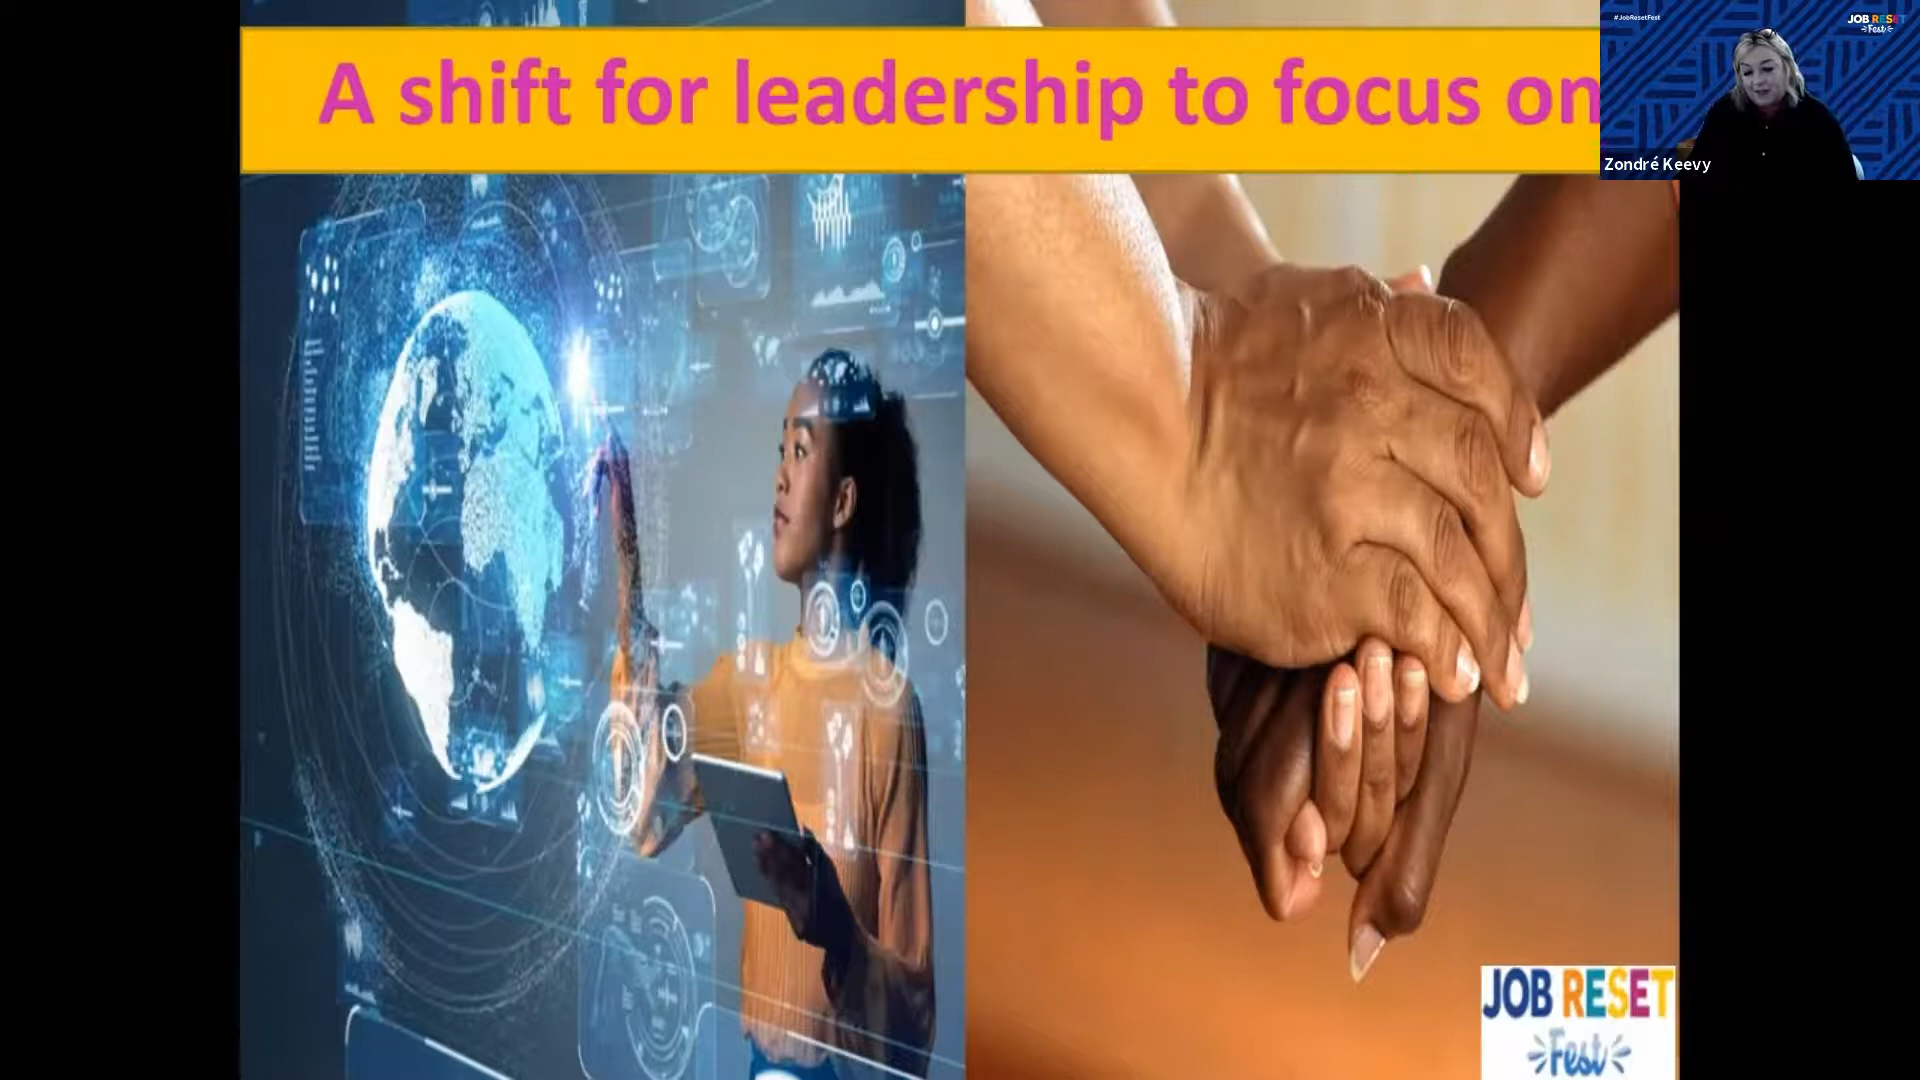 A shift for leadership to focus on
#JobResetFest
JOB RESET
Fest
Zondré Keevy
JOB RESET
Fest